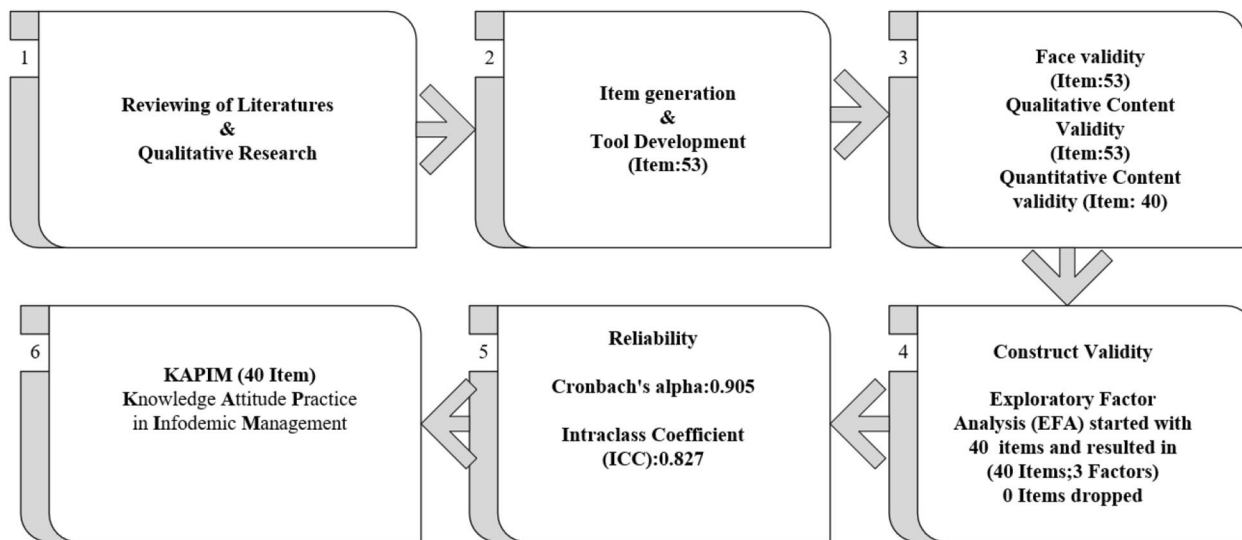 1
Reviewing of Literatures
&
Qualitative Research
2
Item generation
&
Tool Development
(Item:53)
3
Face validity
(Item:53)
Qualitative Content
Validity
(Item:53)
Quantitative Content
validity (Item: 40)
4
Construct Validity
Exploratory Factor
Analysis (EFA) started with
40 items and resulted in
(40 Items;3 Factors)
0 Items dropped
5
Reliability
Cronbach's alpha:0.905
Intraclass Coefficient
(ICC):0.827
6
KAPIM (40 Item)
Knowledge Attitude Practice
in Infodemic Management